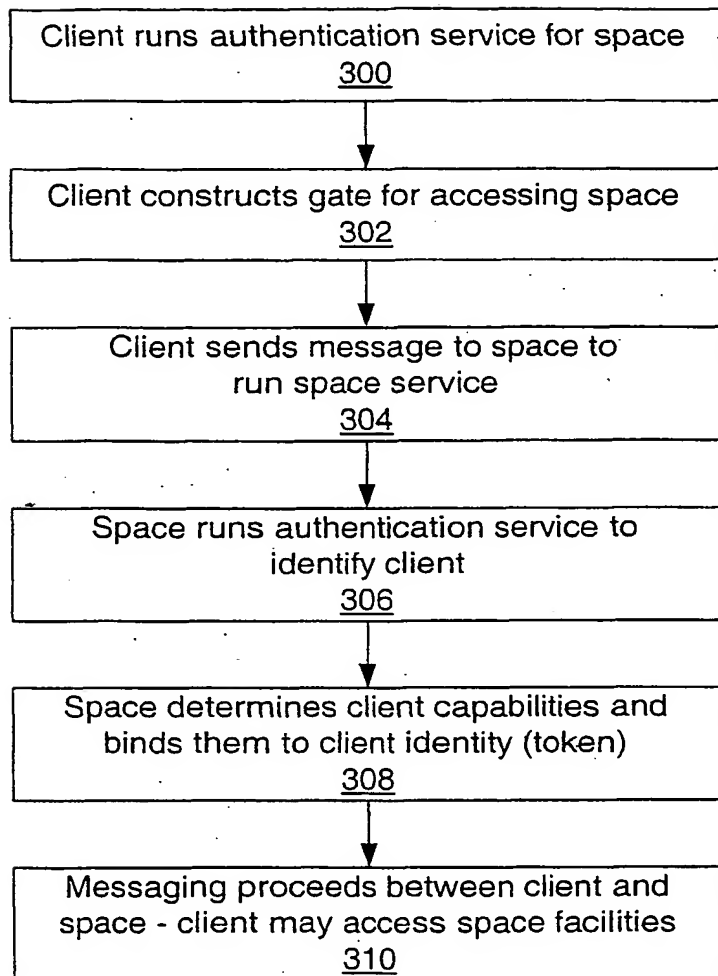 Client runs authentication service for space
300
Client constructs gate for accessing space
302
Client sends message to space to
run space service
304
Space runs authentication service to
identify client
306
Space determines client capabilities and
binds them to client identity (token)
308
Messaging proceeds between client and
space - client may access space facilities
310